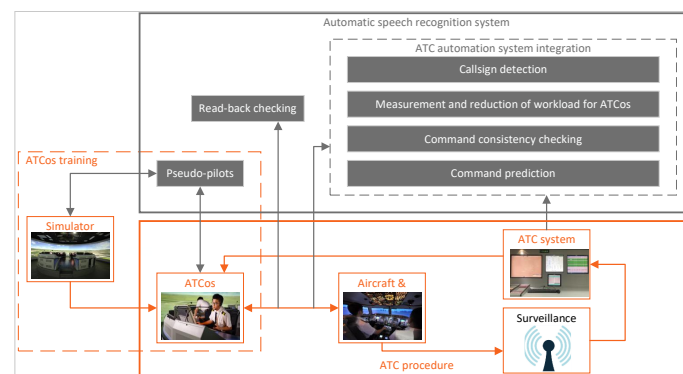 Automatic speech recognition system
ATC automation system integration
Callsign detection
Measurement and reduction of workload for ATCos
Command consistency checking
Command prediction
Read-back checking
ATCos training
Pseudo-pilots
Simulator
ATCos
Aircraft &
ATC system
Surveillance
ATC procedure